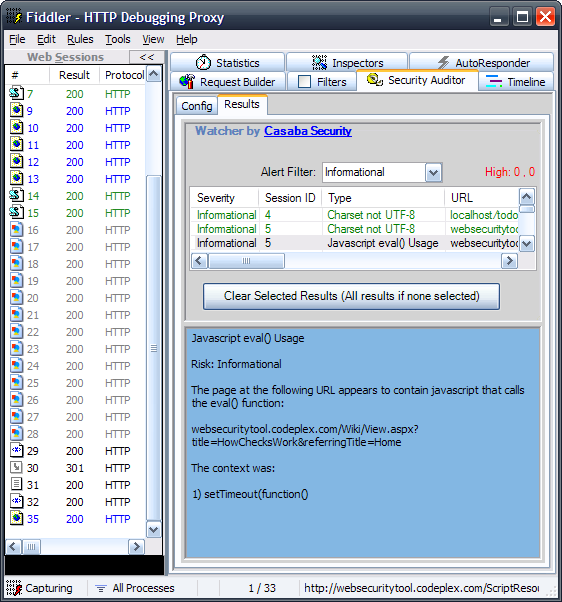 Fiddler - HTTP Debugging Proxy
File Edit Rules Tools View Help
Web Sessions <<
# Result Protocol
7 200 HTTP
9 200 HTTP
10 200 HTTP
11 200 HTTP
12 200 HTTP
13 200 HTTP
14 200 HTTP
15 200 HTTP
16 200 HTTP
17 200 HTTP
18 200 HTTP
19 200 HTTP
20 200 HTTP
21 200 HTTP
22 200 HTTP
23 200 HTTP
24 200 HTTP
25 200 HTTP
26 200 HTTP
27 200 HTTP
28 200 HTTP
29 200 HTTP
30 301 HTTP
31 200 HTTP
32 200 HTTP
35 200 HTTP
Statistics Inspectors AutoResponder
Request Builder Filters Security Auditor Timeline
Config Results
Watcher by Casaba Security
Alert Filter: Informational High: 0 , 0
Severity Session ID Type URL
Informational 4 Charset not UTF-8 localhost/todo
Informational 5 Charset not UTF-8 websecuritytoo
Informational 5 Javascript eval() Usage websecuritytoo
Clear Selected Results (All results if none selected)
Javascript eval() Usage
Risk: Informational
The page at the following URL appears to contain javascript that calls
the eval() function:
websecuritytool.codeplex.com/Wiki/View.aspx?
title=HowChecksWork&referringTitle=Home
The context was:
1) setTimeout(function()
Capturing All Processes 1 / 33 http://websecuritytool.codeplex.com/ScriptResou